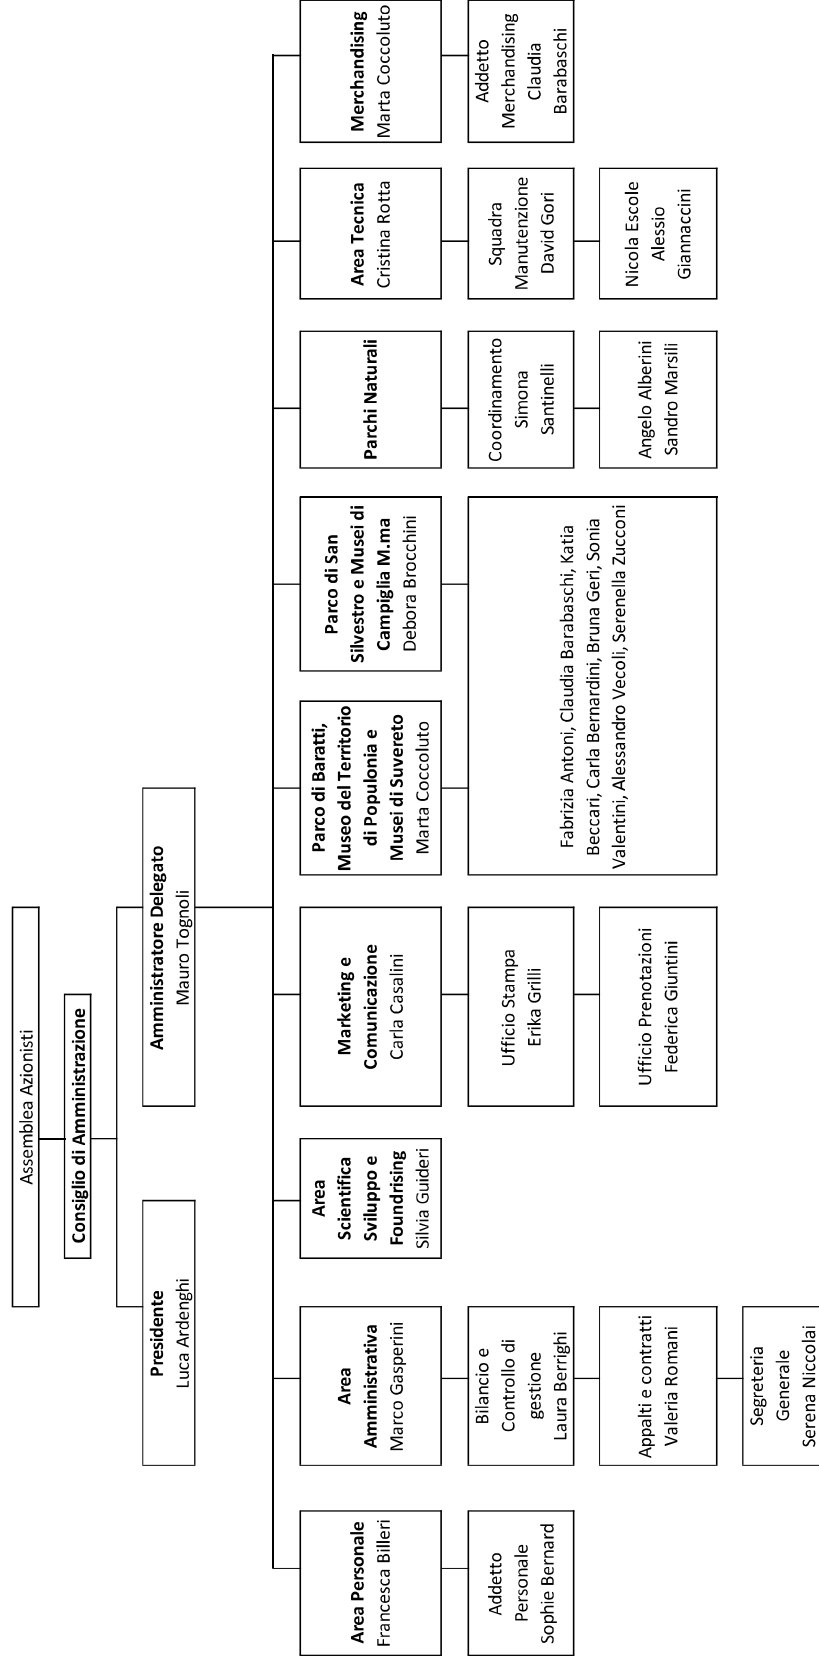 Assemblea Azionisti
Consiglio di Amministrazione
Presidente
Luca Ardenghi
Amministratore Delegato
Mauro Tognoli
Area Personale
Francesca Billeri
Addetto
Personale
Sophie Bernard
Area
Amministrativa
Marco Gasperini
Bilancio e
Controllo di
gestione
Laura Berrighi
Appalti e contratti
Valeria Romani
Segreteria
Generale
Serena Niccolai
Area
Scientifica
Sviluppo e
Foundrising
Silvia Guideri
Marketing e
Comunicazione
Carla Casalini
Ufficio Stampa
Erika Grilli
Ufficio Prenotazioni
Federica Giuntini
Parco di Baratti,
Museo del Territorio
di Populonia e
Musei di Suvereto
Marta Coccoluto
Parco di San
Silvestro e Musei di
Campiglia M.ma
Debora Brocchini
Fabrizia Antoni, Claudia Barabaschi, Katia
Beccari, Carla Bernardini, Bruna Geri, Sonia
Valentini, Alessandro Vecoli, Serenella Zucconi
Parchi Naturali
Coordinamento
Simona
Santinelli
Angelo Alberini
Sandro Marsili
Area Tecnica
Cristina Rotta
Squadra
Manutenzione
David Gori
Nicola Escole
Alessio
Giannaccini
Merchandising
Marta Coccoluto
Addetto
Merchandising
Claudia
Barabaschi